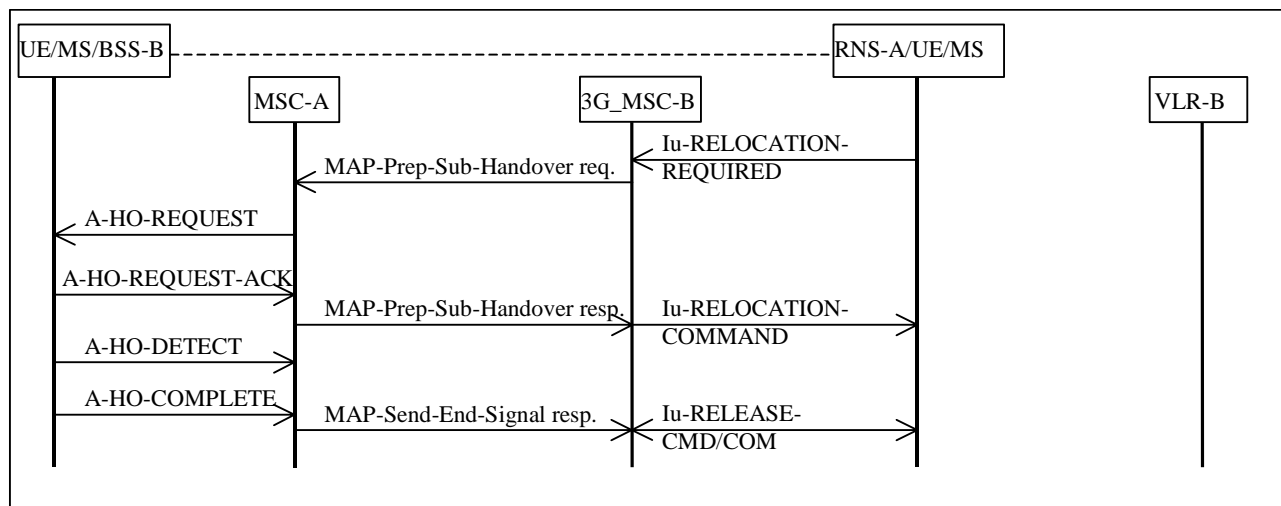 UE/MS/BSS-B
RNS-A/UE/MS
MSC-A
3G_MSC-B
VLR-B
Iu-RELOCATION-
REQUIRED
MAP-Prep-Sub-Handover req.
A-HO-REQUEST
A-HO-REQUEST-ACK
MAP-Prep-Sub-Handover resp.
Iu-RELOCATION-
COMMAND
A-HO-DETECT
A-HO-COMPLETE
MAP-Send-End-Signal resp.
Iu-RELEASE-
CMD/COM